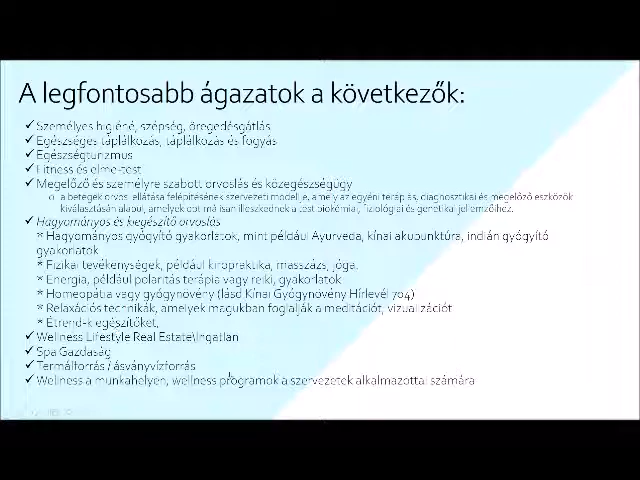 A legfontosabb ágazatok a következők:
✓ Személyes higiéné, szépség, öregedésgátlás
✓ Egészséges táplálkozás, táplálkozás és fogyás
✓ Egészségturizmus
✓ Fitness és elme-test
✓ Megelőző és személyre szabott orvoslás és közegészségügy
o a betegek orvosi ellátása felépítésének szervezeti modellje, amely az egyéni terápiás, diagnosztikai és megelőző eszközök
kiválasztásán alapul, amelyek optimálisan illeszkednek a test biokémiai, fiziológiai és genetikai jellemzőihez.
✓ Hagyományos és kiegészítő orvoslás
* Hagyományos gyógyító gyakorlatok, mint például Ayurveda, kínai akupunktúra, indián gyógyító
gyakorlatok
* Fizikai tevékenységek, például kiropraktika, masszázs, jóga.
* Energia, például polaritás terápia vagy reiki, gyakorlatok
* Homeopátia vagy gyógynövény (lásd Kínai Gyógynövény Hírlevél 704)
* Relaxációs technikák, amelyek magukban foglalják a meditációt, vizualizációt
* Étrend-kiegészítőket,
✓ Wellness Lifestyle Real Estate\Ingatlan
✓ Spa Gazdaság
✓ Termálforrás / ásványvízforrás
✓ Wellness a munkahelyen, wellness programok a szervezetek alkalmazottai számára